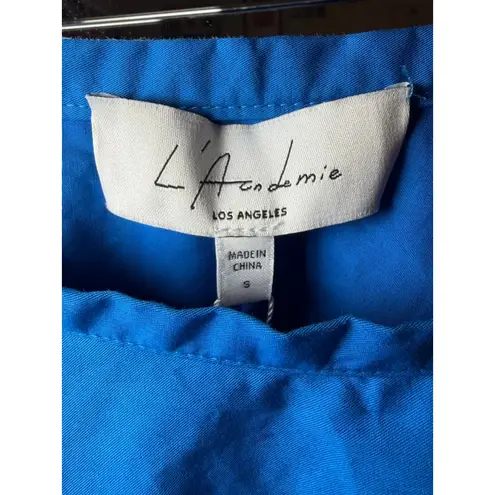 L'Academie
LOS ANGELES
MADE IN
CHINA
S